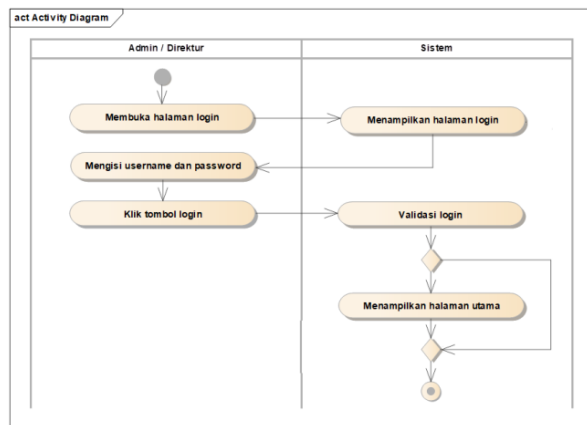 act Activity Diagram
Admin / Direktur
Sistem
Membuka halaman login
Menampilkan halaman login
Mengisi username dan password
Klik tombol login
Validasi login
Menampilkan halaman utama